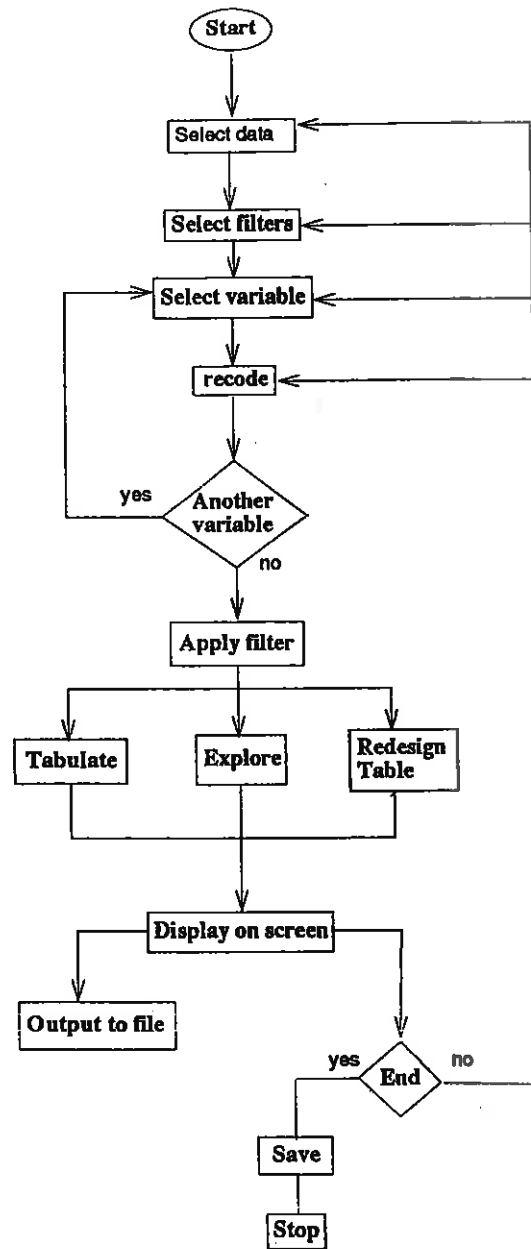 Start
Select data
Select filters
Select variable
recode
yes
Another
variable
no
Apply filter
Tabulate
Explore
Redesign
Table
Display on screen
Output to file
yes
End
no
Save
Stop